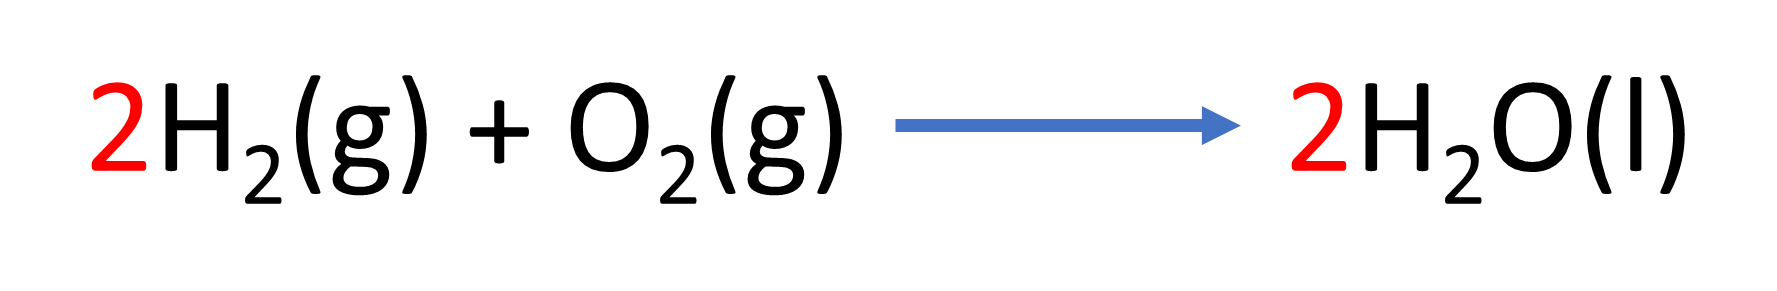 2H₂(g) + O₂(g) ⟶ 2H₂O(l)